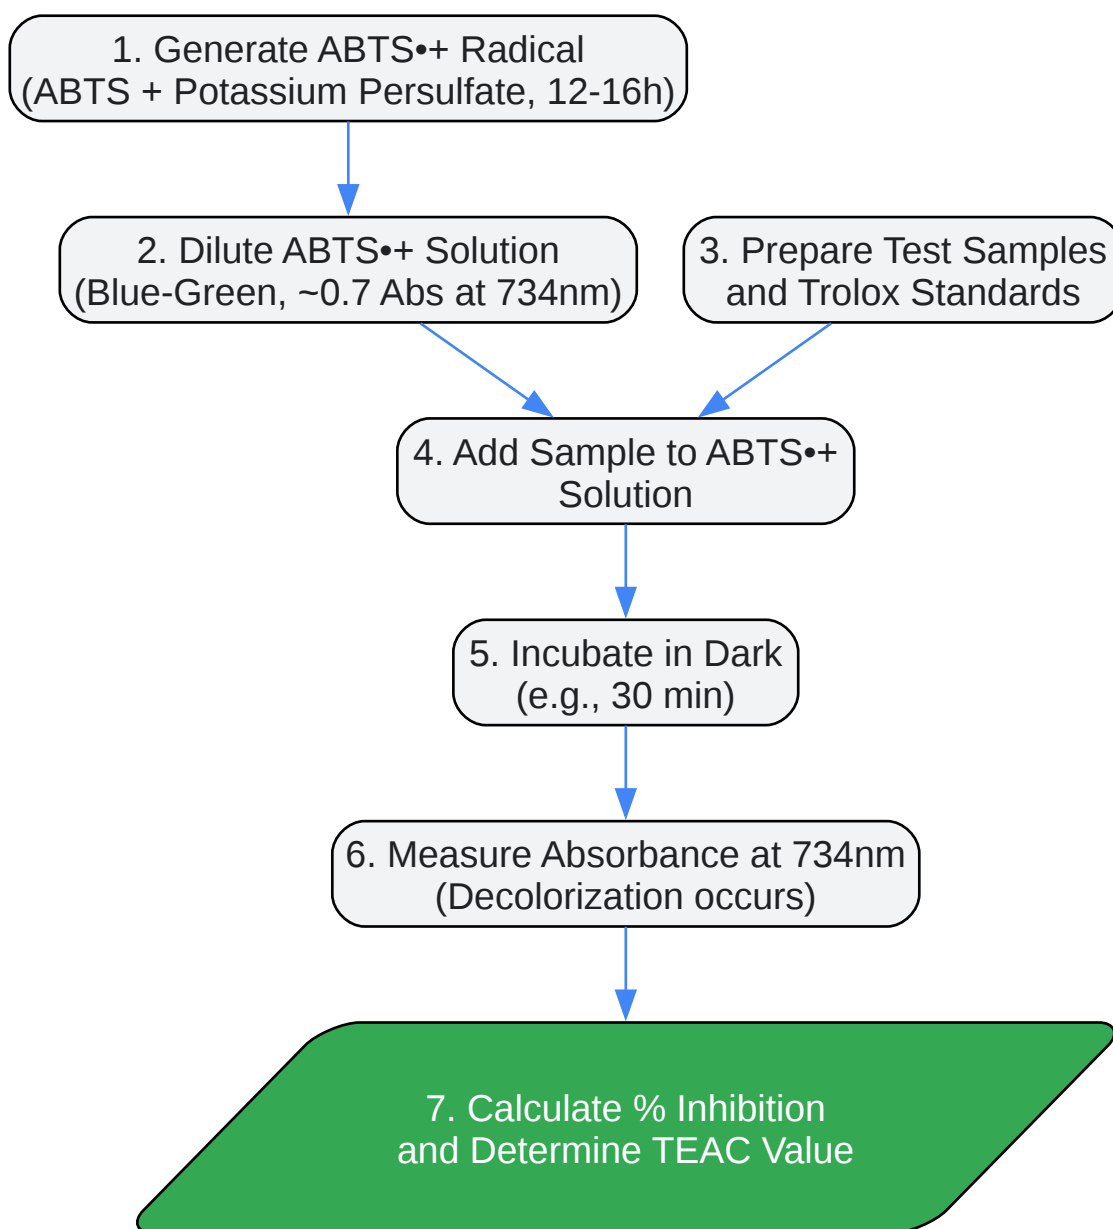 1. Generate ABTS•+ Radical
(ABTS + Potassium Persulfate, 12-16h)
2. Dilute ABTS•+ Solution
(Blue-Green, ~0.7 Abs at 734nm)
3. Prepare Test Samples
and Trolox Standards
4. Add Sample to ABTS•+
Solution
5. Incubate in Dark
(e.g., 30 min)
6. Measure Absorbance at 734nm
(Decolorization occurs)
7. Calculate % Inhibition
and Determine TEAC Value